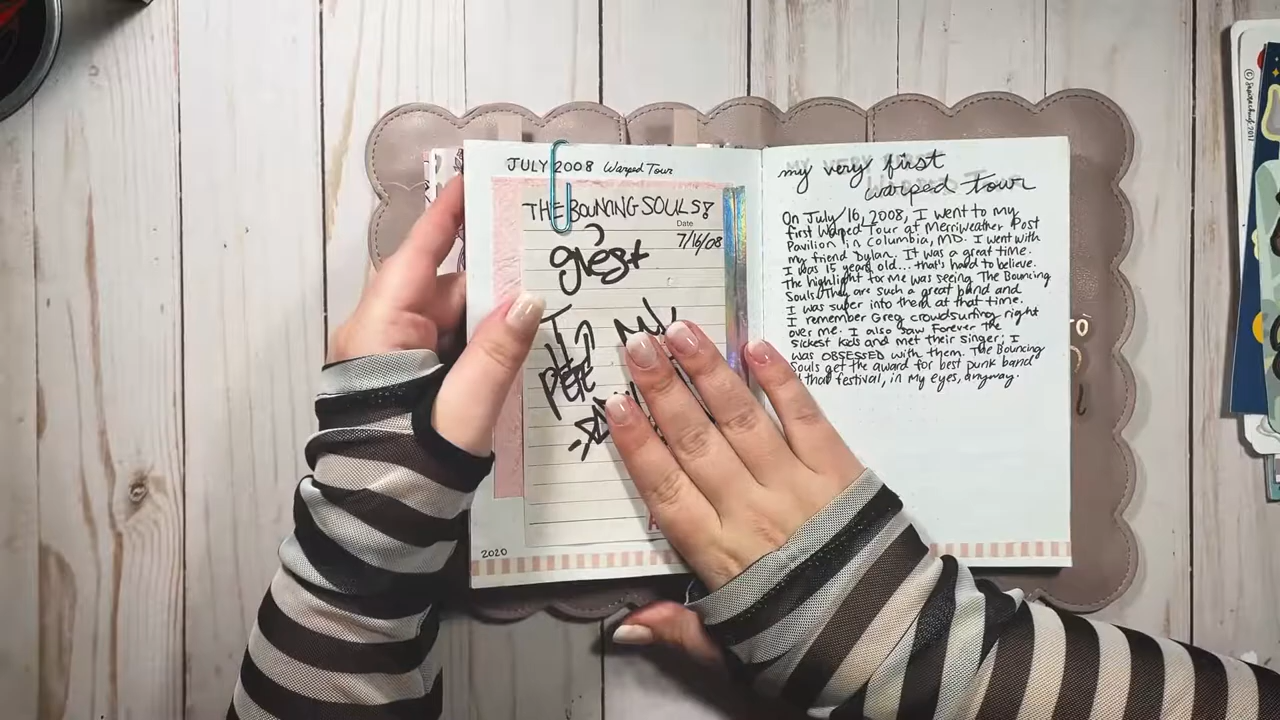 JULY 2008 Warped Tour
THE BOUNCING SOULS!
Date
7/16/08
greg
PETE
2020
my very first
warped tour
On July 16, 2008, I went to my
first Warped Tour at Merriweather Post
Pavilion in Columbia, MD. I went with
my friend Dylan. It was a great time.
I was 15 years old... that's hard to believe.
The highlight for me was seeing The Bouncing
Souls. They are such a great band and
I was super into them at that time.
I remember Greg crowdsurfing right
over me. I also saw Forever the
sickest kids and met their singer; I
was OBSESSED with them. The Bouncing
Souls get the award for best punk band
that festival, in my eyes, anyway.